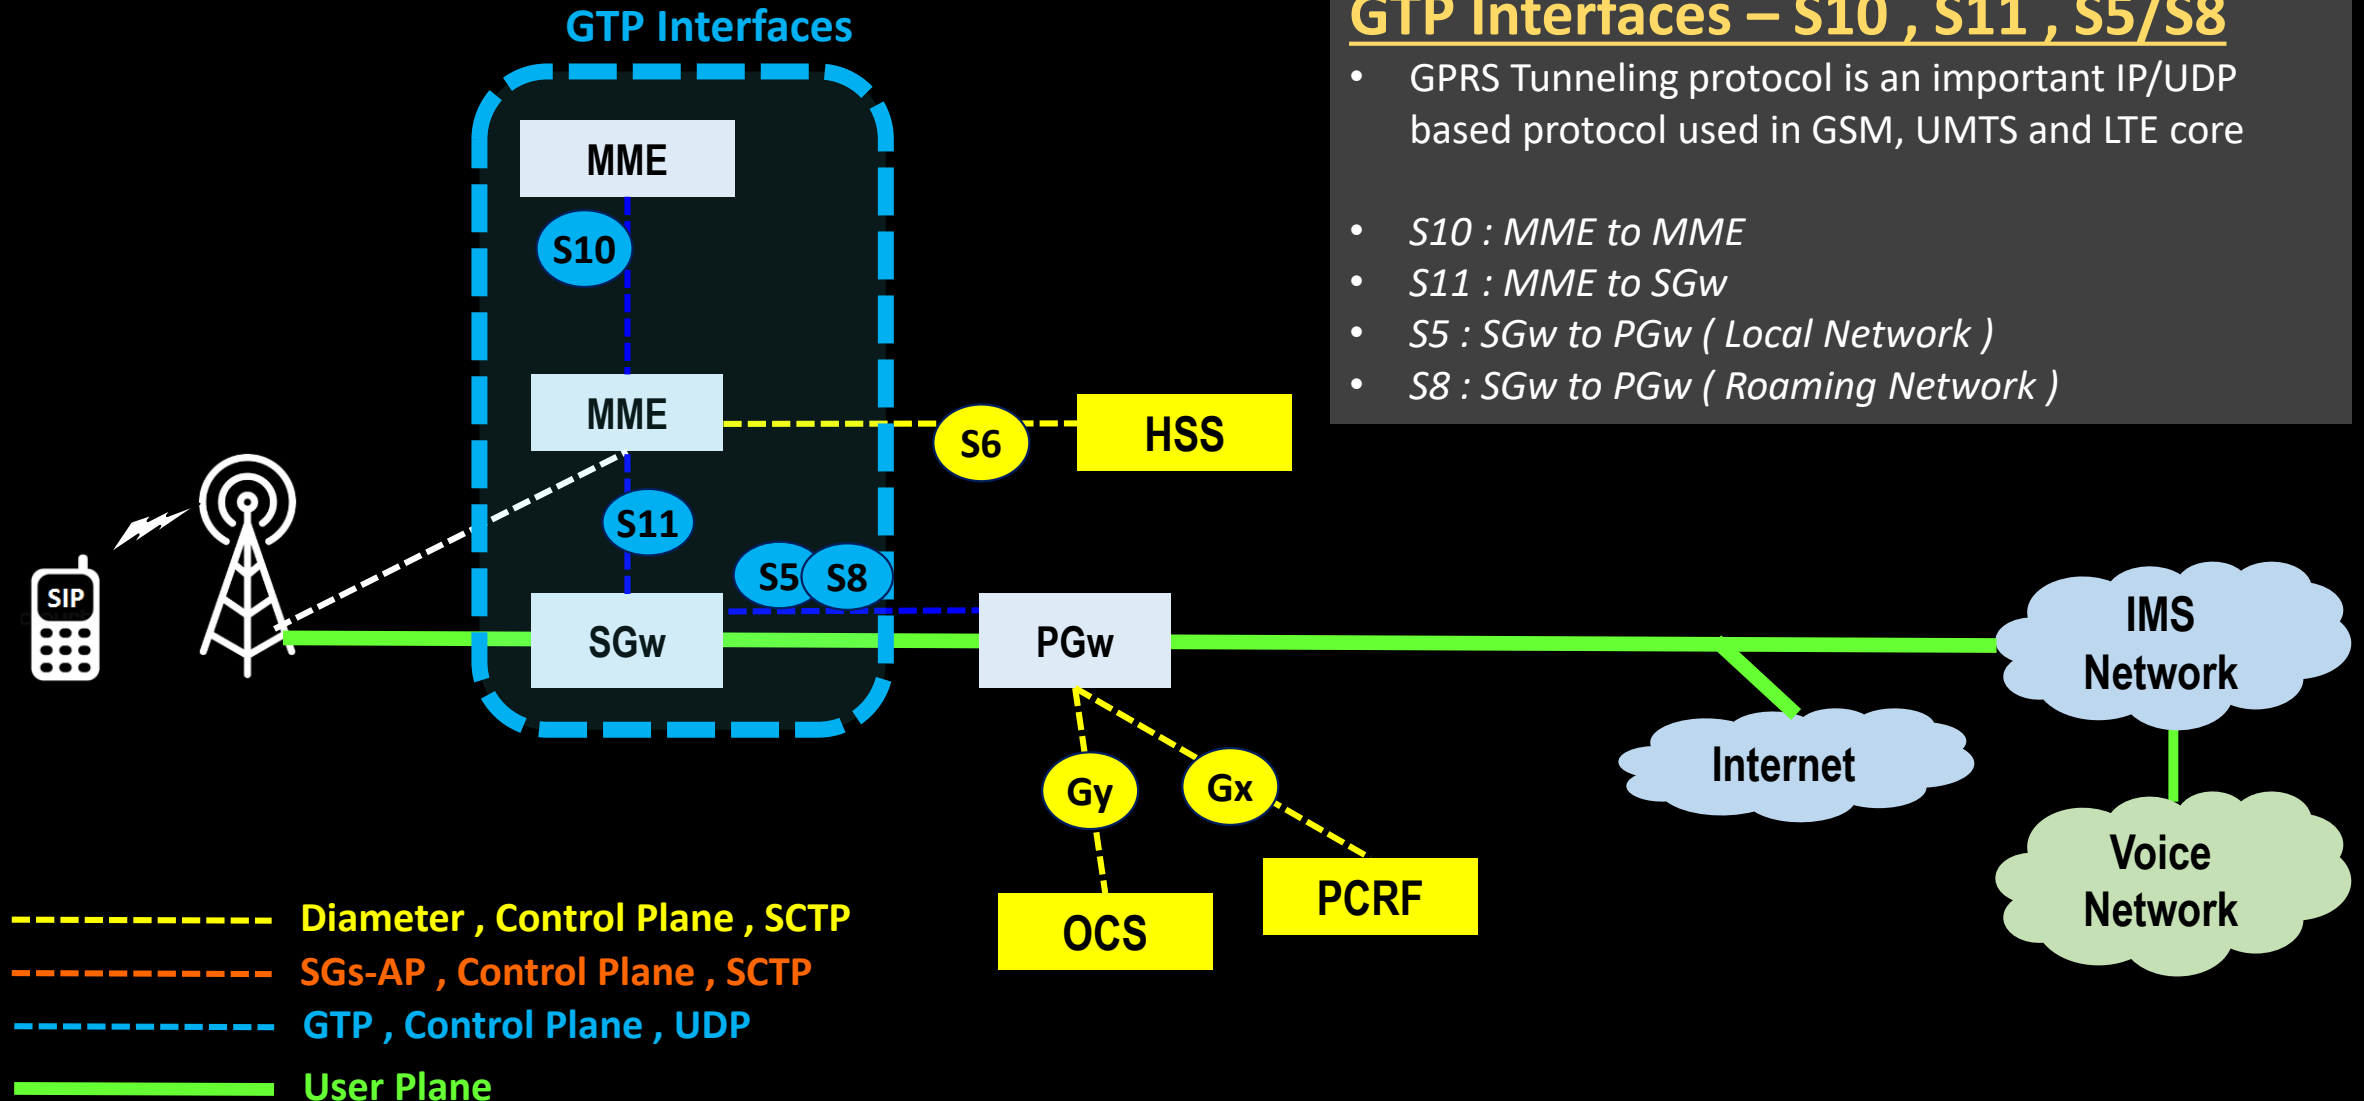 GTP Interfaces
GTP Interfaces – S10 , S11 , S5/S8
• GPRS Tunneling protocol is an important IP/UDP
based protocol used in GSM, UMTS and LTE core
• S10 : MME to MME
• S11 : MME to SGw
• S5 : SGw to PGw ( Local Network )
• S8 : SGw to PGw ( Roaming Network )
MME
S10
MME
S6
HSS
S11
S5
S8
SIP
SGw
PGw
IMS
Network
Internet
Gy
Gx
Voice
Network
PCRF
OCS
Diameter , Control Plane , SCTP
SGs-AP , Control Plane , SCTP
GTP , Control Plane , UDP
User Plane